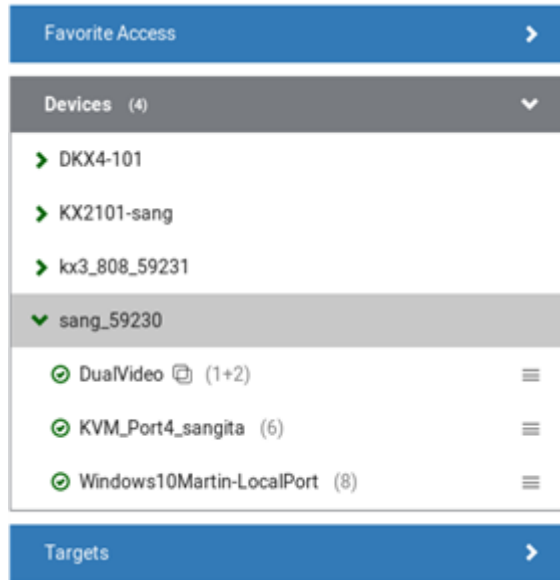 Favorite Access
Devices (4)
DKX4-101
KX2101-sang
kx3_808_59231
sang_59230
DualVideo (1+2)
KVM_Port4_sangita (6)
Windows10Martin-LocalPort (8)
Targets